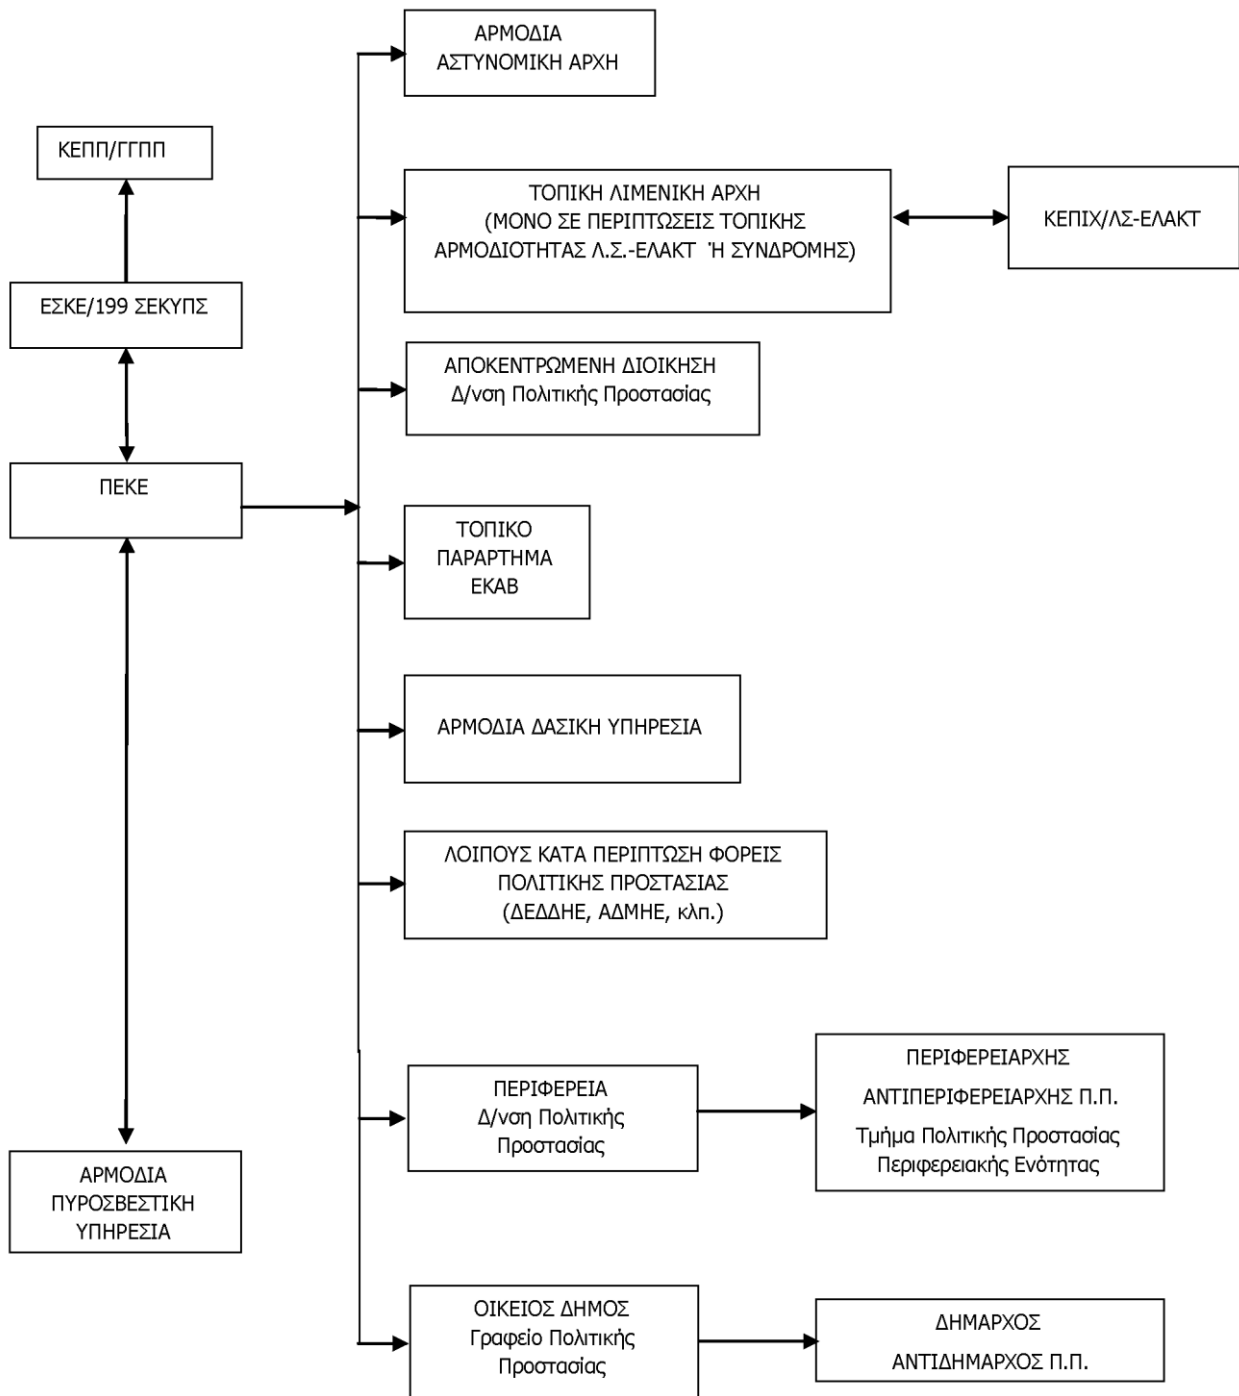 ΑΡΜΟΔΙΑ
ΑΣΤΥΝΟΜΙΚΗ ΑΡΧΗ
ΚΕΠΠ/ΓΓΠΠ
ΤΟΠΙΚΗ ΛΙΜΕΝΙΚΗ ΑΡΧΗ
(ΜΟΝΟ ΣΕ ΠΕΡΙΠΤΩΣΕΙΣ ΤΟΠΙΚΗΣ
ΑΡΜΟΔΙΟΤΗΤΑΣ Λ.Σ.-ΕΛΑΚΤ Ή ΣΥΝΔΡΟΜΗΣ)
ΚΕΠΙΧ/ΛΣ-ΕΛΑΚΤ
ΕΣΚΕ/199 ΣΕΚΥΠΣ
ΑΠΟΚΕΝΤΡΩΜΕΝΗ ΔΙΟΙΚΗΣΗ
Δ/νση Πολιτικής Προστασίας
ΠΕΚΕ
ΤΟΠΙΚΟ
ΠΑΡΑΡΤΗΜΑ
ΕΚΑΒ
ΑΡΜΟΔΙΑ ΔΑΣΙΚΗ ΥΠΗΡΕΣΙΑ
ΛΟΙΠΟΥΣ ΚΑΤΑ ΠΕΡΙΠΤΩΣΗ ΦΟΡΕΙΣ
ΠΟΛΙΤΙΚΗΣ ΠΡΟΣΤΑΣΙΑΣ
(ΔΕΔΔΗΕ, ΑΔΜΗΕ, κλπ.)
ΠΕΡΙΦΕΡΕΙΑ
Δ/νση Πολιτικής
Προστασίας
ΠΕΡΙΦΕΡΕΙΑΡΧΗΣ
ΑΝΤΙΠΕΡΙΦΕΡΕΙΑΡΧΗΣ Π.Π.
Τμήμα Πολιτικής Προστασίας
Περιφερειακής Ενότητας
ΑΡΜΟΔΙΑ
ΠΥΡΟΣΒΕΣΤΙΚΗ
ΥΠΗΡΕΣΙΑ
ΟΙΚΕΙΟΣ ΔΗΜΟΣ
Γραφείο Πολιτικής
Προστασίας
ΔΗΜΑΡΧΟΣ
ΑΝΤΙΔΗΜΑΡΧΟΣ Π.Π.